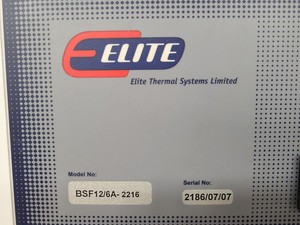 ELITE
Elite Thermal Systems Limited
Model No:
Serial No:
BSF12/6A-2216
2186/07/07